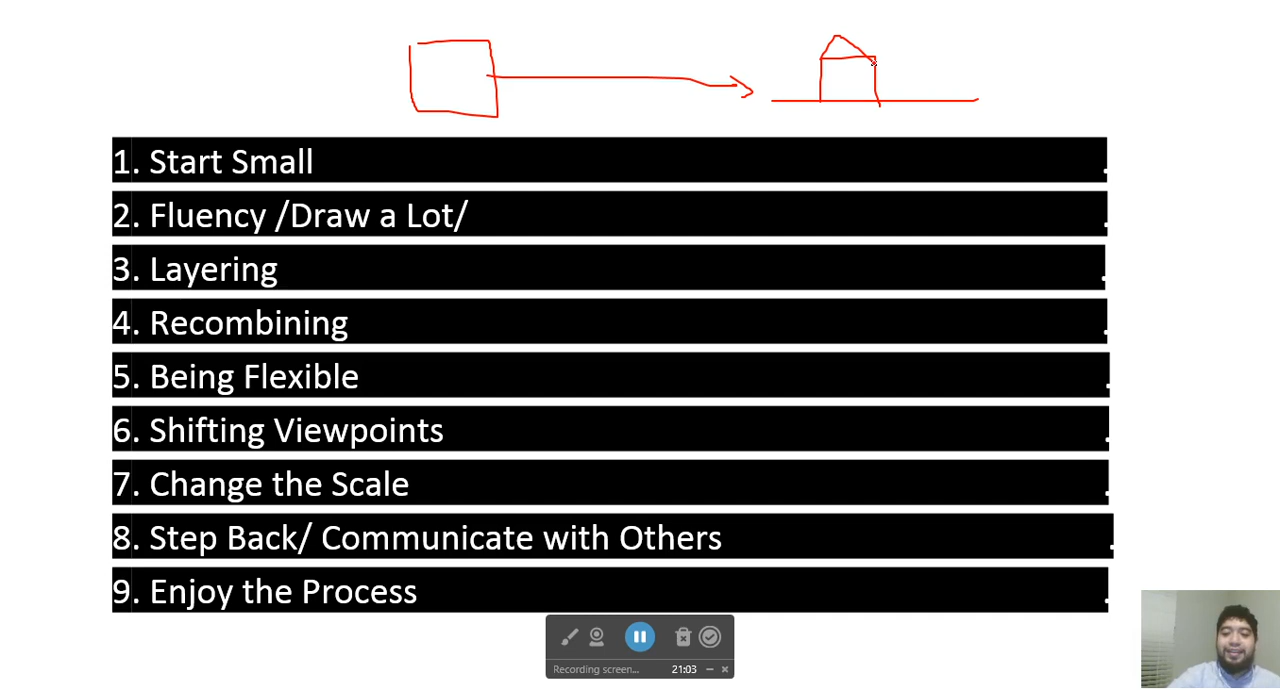 1. Start Small .
2. Fluency /Draw a Lot/ .
3. Layering .
4. Recombining .
5. Being Flexible .
6. Shifting Viewpoints .
7. Change the Scale .
8. Step Back/ Communicate with Others .
9. Enjoy the Process .
Recording screen... 21:03